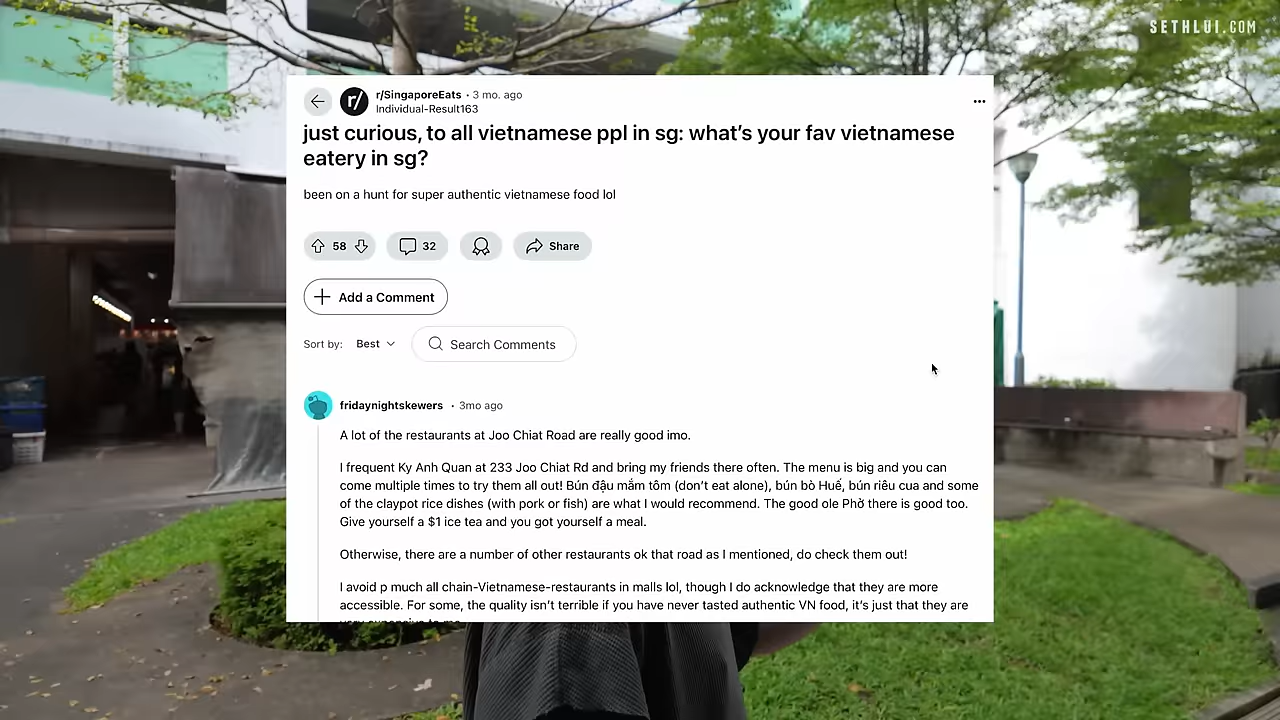 SETHLUI.COM
r/SingaporeEats · 3 mo. ago
Individual-Result163
just curious, to all vietnamese ppl in sg: what's your fav vietnamese
eatery in sg?
been on a hunt for super authentic vietnamese food lol
58
32
Share
Add a Comment
Sort by:
Best
Search Comments
fridaynightskewers · 3mo ago
A lot of the restaurants at Joo Chiat Road are really good imo.
I frequent Ky Anh Quan at 233 Joo Chiat Rd and bring my friends there often. The menu is big and you can
come multiple times to try them all out! Bún đậu mắm tôm (don't eat alone), bún bò Huế, bún riêu cua and some
of the claypot rice dishes (with pork or fish) are what I would recommend. The good ole Phở there is good too.
Give yourself a $1 ice tea and you got yourself a meal.
Otherwise, there are a number of other restaurants ok that road as I mentioned, do check them out!
I avoid p much all chain-Vietnamese-restaurants in malls lol, though I do acknowledge that they are more
accessible. For some, the quality isn't terrible if you have never tasted authentic VN food, it's just that they are